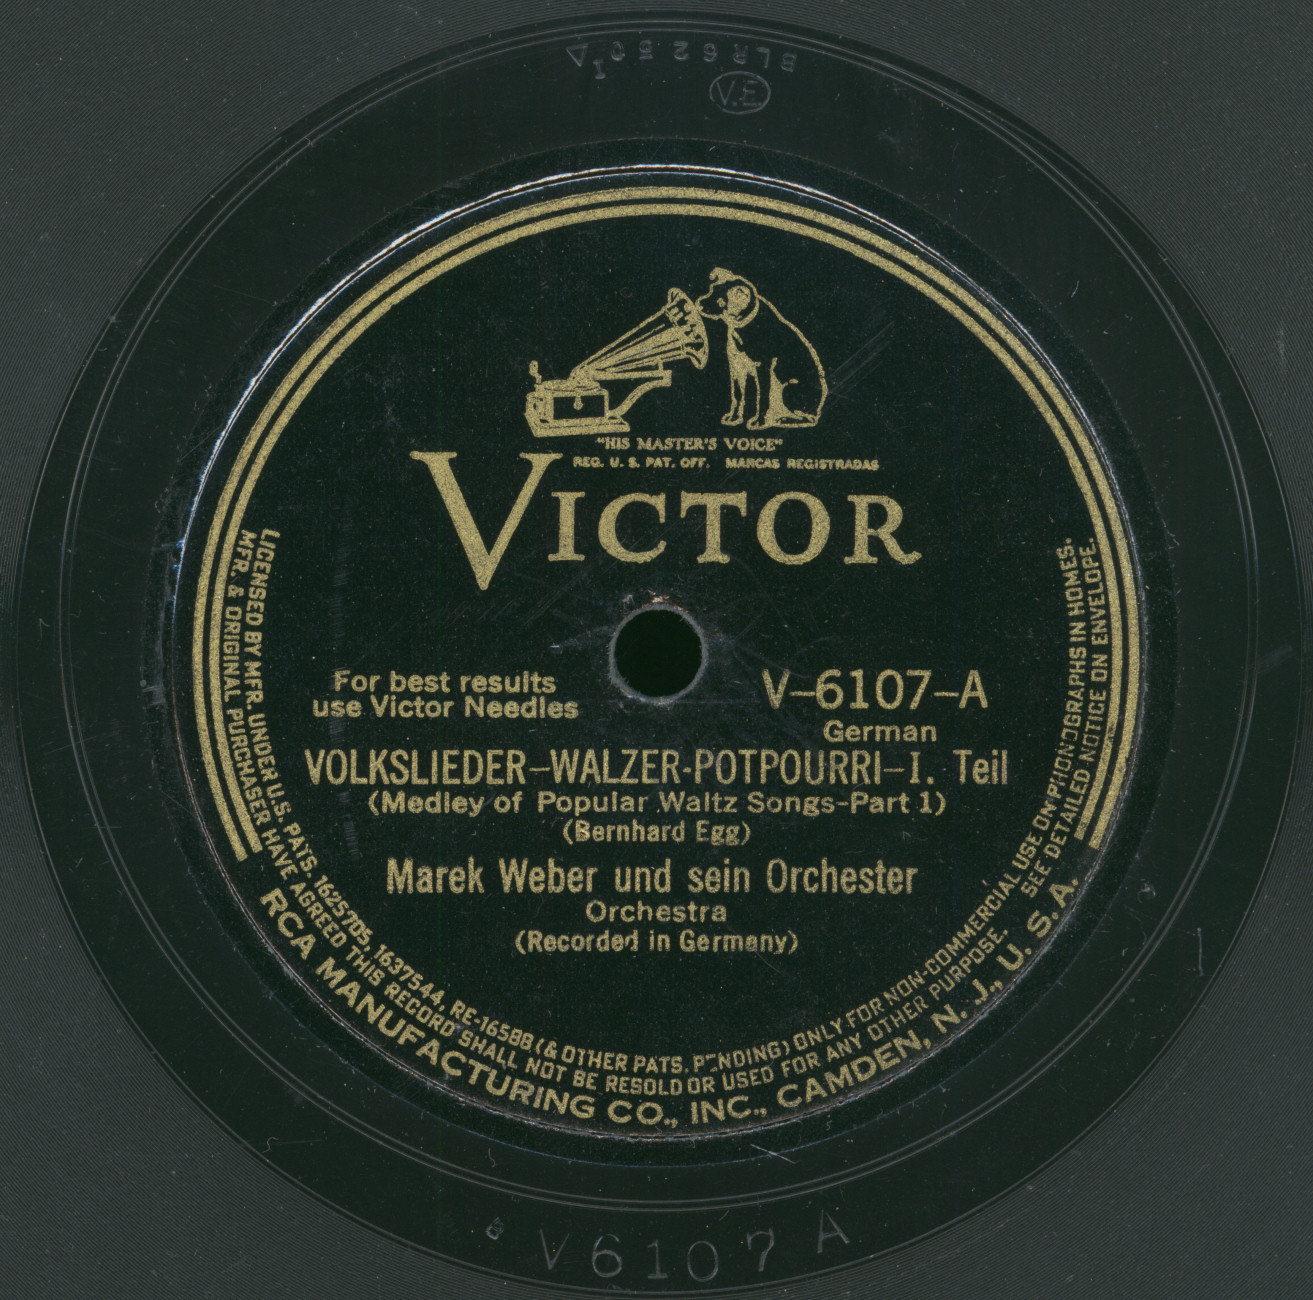 BLR6250 I∆
V.E.
"HIS MASTER'S VOICE"
REG. U. S. PAT. OFF. MARCAS REGISTRADAS
VICTOR
For best results
use Victor Needles
V–6107–A
German
VOLKSLIEDER–WALZER-POTPOURRI–I. Teil
(Medley of Popular Waltz Songs–Part 1)
(Bernhard Egg)
Marek Weber und sein Orchester
Orchestra
(Recorded in Germany)
LICENSED BY MFR. UNDER U.S. PATS. 1625705, 1637544, RE-16588 (& OTHER PATS. PENDING) ONLY FOR NON-COMMERCIAL USE ON PHONOGRAPHS IN HOMES.
MFR. & ORIGINAL PURCHASER HAVE AGREED THIS RECORD SHALL NOT BE RESOLD OR USED FOR ANY OTHER PURPOSE. SEE DETAILED NOTICE ON ENVELOPE.
RCA MANUFACTURING CO., INC., CAMDEN, N. J., U. S. A.
V6107 A